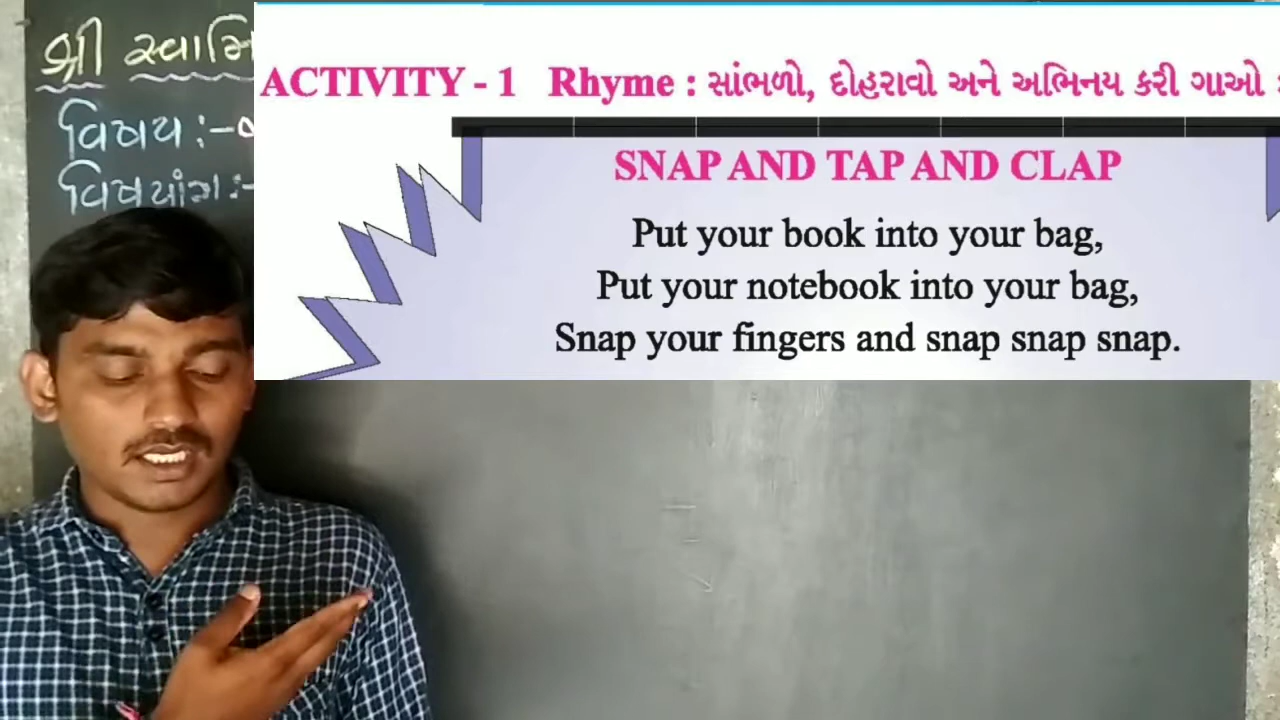 શ્રી સ્વામિ
વિષય :-
વિષયાંગ :-
ACTIVITY - 1 Rhyme : સાંભળો, દોહરાવો અને અભિનય કરી ગાઓ :
SNAP AND TAP AND CLAP
Put your book into your bag,
Put your notebook into your bag,
Snap your fingers and snap snap snap.